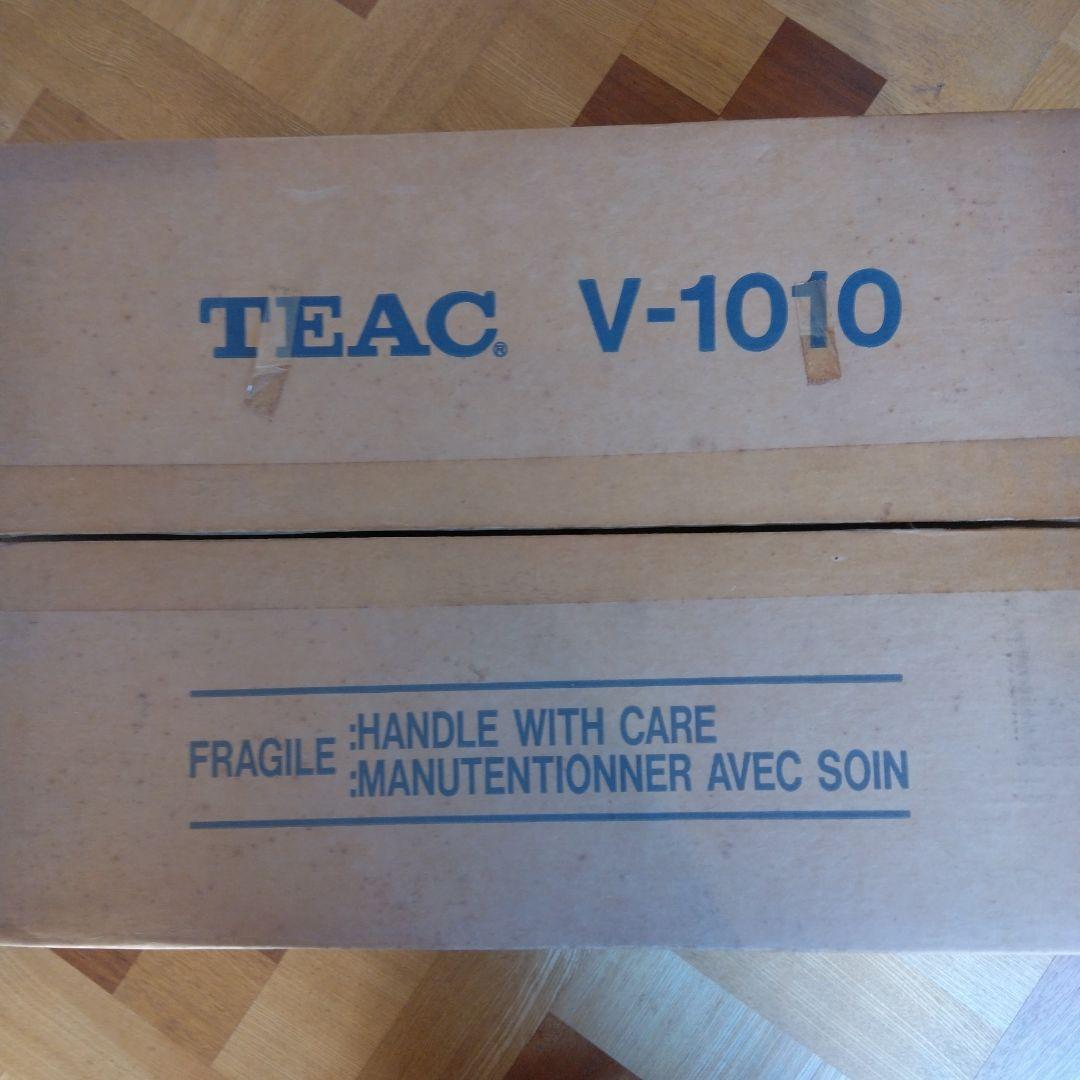 TEAC® V-1010
FRAGILE :HANDLE WITH CARE
:MANUTENTIONNER AVEC SOIN